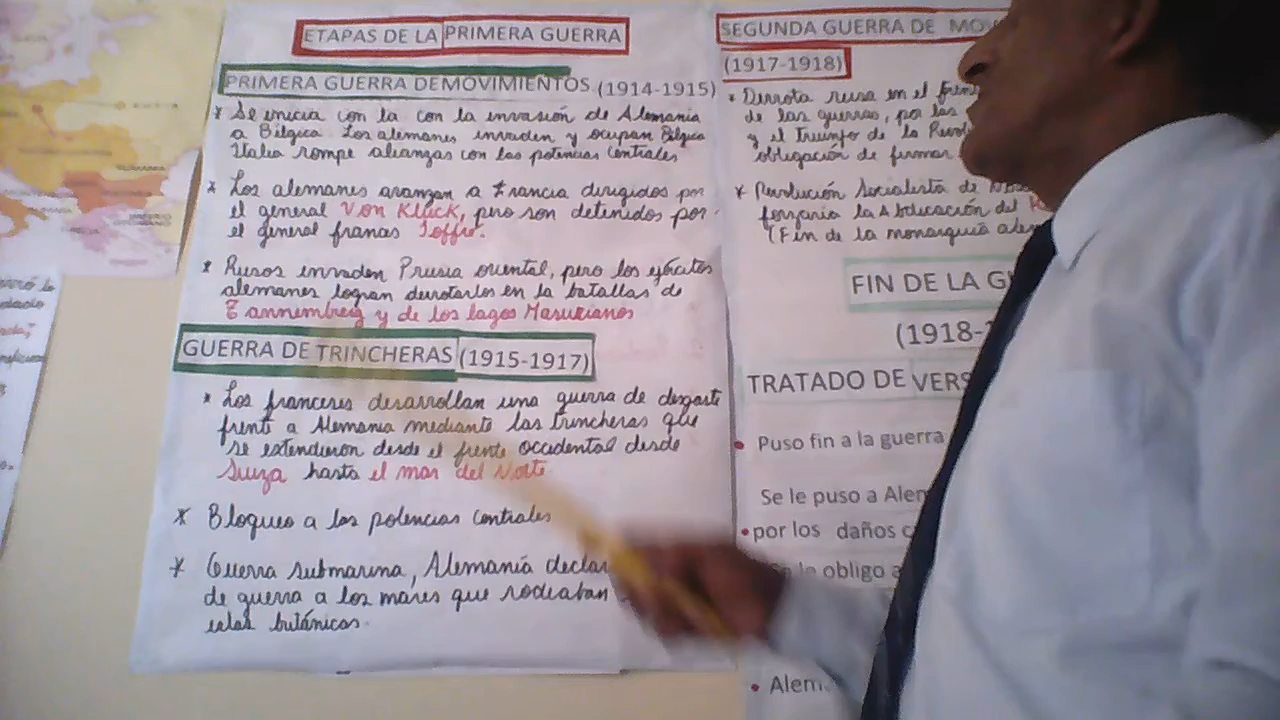 ETAPAS DE LA PRIMERA GUERRA
PRIMERA GUERRA DE MOVIMIENTOS (1914-1915)
* Se inicia con la con la invasión de Alemania
a Bélgica. Los alemanes invaden y ocupan Bélgica
Italia rompe alianzas con las potencias centrales
* Los alemanes avanzan a Francia dirigidos por
el general Von Kluck, pero son detenidos por
el general frances Joffre.
* Rusos invaden Prusia oriental, pero los ejércitos
alemanes logran derrotarlos en la batallas de
Tannemberg y de los lagos Masurianos
GUERRA DE TRINCHERAS (1915-1917)
* Los franceses desarrollan una guerra de desgaste
frente a Alemania mediante las trincheras que
se extendieron desde el frente occidental desde
Suiza hasta el mar del Norte
* Bloqueo a las potencias centrales
* Guerra submarina, Alemania declar
de guerra a los mares que rodeaban
islas británicas.
SEGUNDA GUERRA DE MO
(1917-1918)
* Derrota rusa en el fren
de las guerras, por las
y el triunfo de la Revol
obligación de firmar
* Revolución Socialista de
forzaria la Abdicación del
(Fin de la monarquía alem
FIN DE LA G
(1918-
TRATADO DE VERS
• Puso fin a la guerra
Se le puso a Alem
• por los daños c
Se le obligo a
• Alem